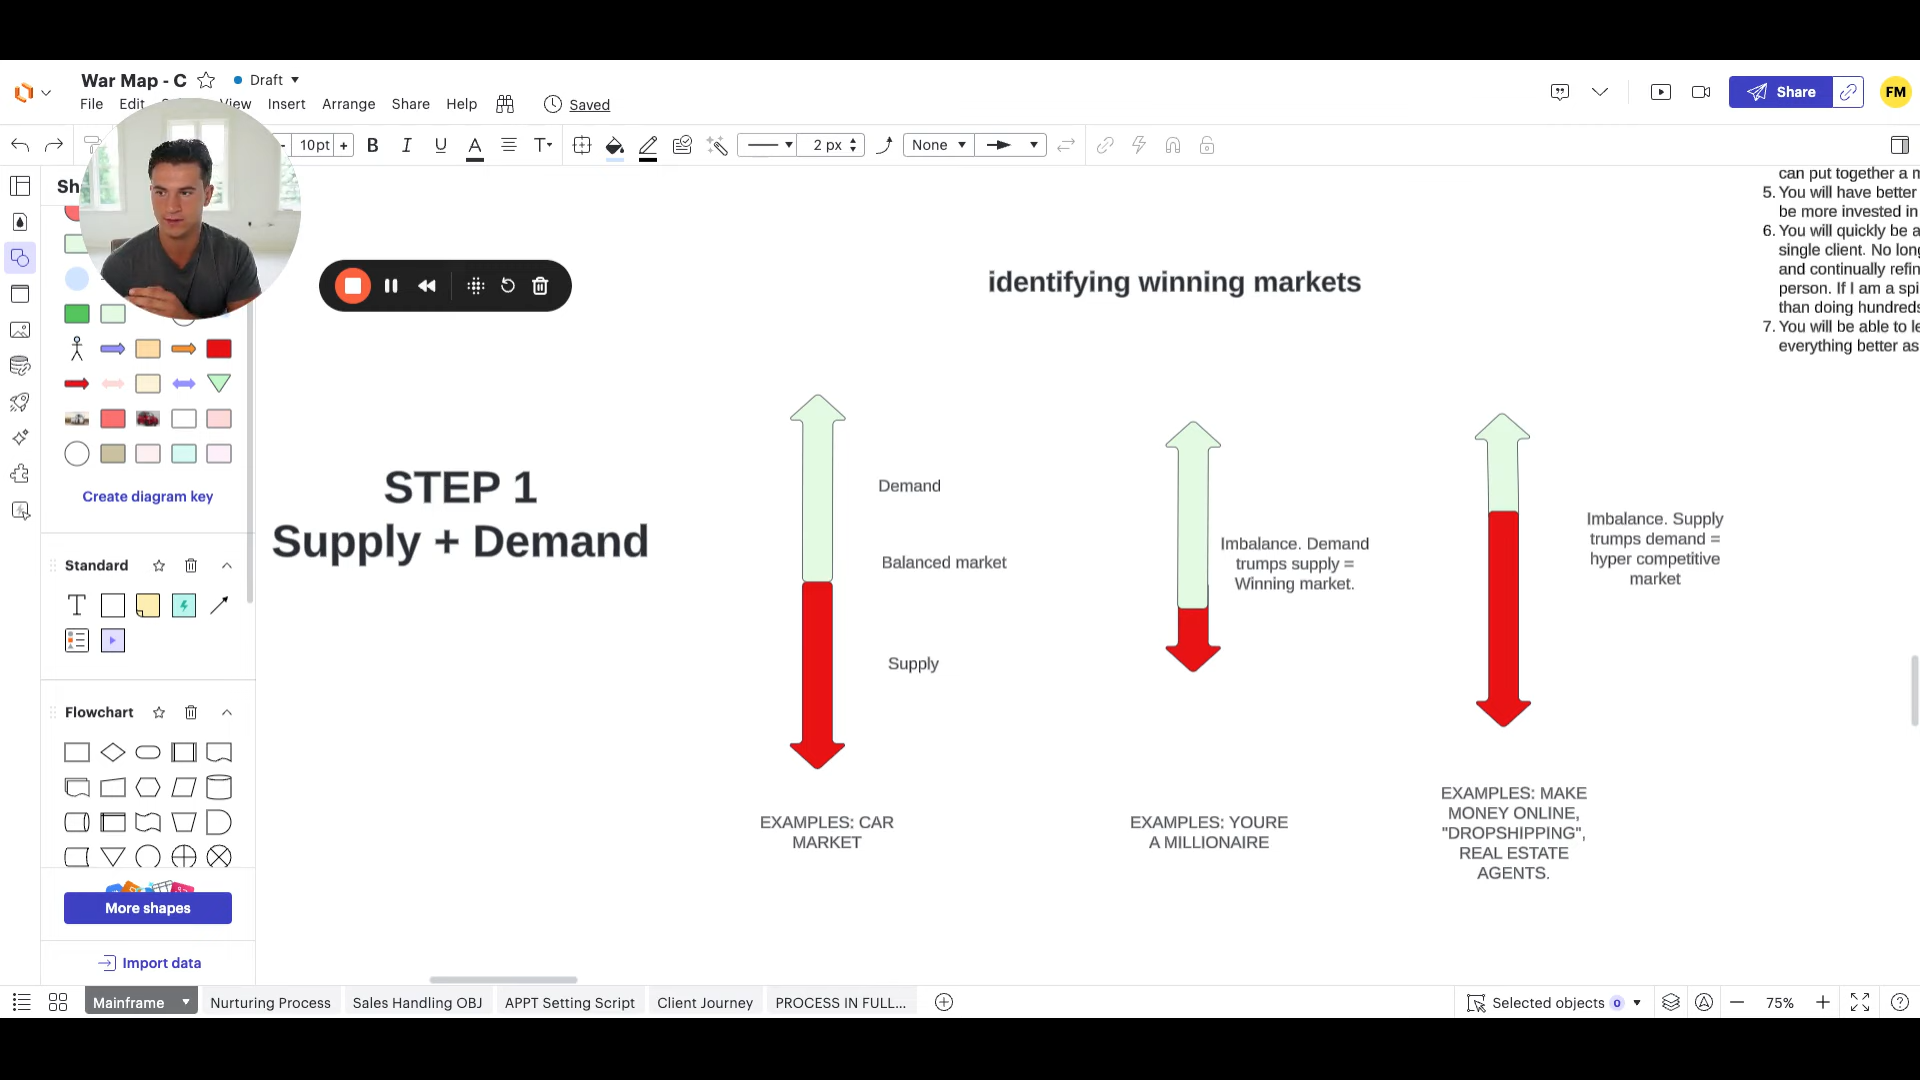 War Map - C
Draft
File Edit View Insert Arrange Share Help Saved
Share
FM
10pt
B I U A T
2 px
None
Sha
Create diagram key
Standard
T
Flowchart
More shapes
Import data
identifying winning markets
STEP 1
Supply + Demand
Demand
Balanced market
Supply
EXAMPLES: CAR
MARKET
Imbalance. Demand
trumps supply =
Winning market.
EXAMPLES: YOURE
A MILLIONAIRE
Imbalance. Supply
trumps demand =
hyper competitive
market
EXAMPLES: MAKE
MONEY ONLINE,
"DROPSHIPPING",
REAL ESTATE
AGENTS.
can put together a m
5. You will have better
be more invested in
6. You will quickly be a
single client. No long
and continually refin
person. If I am a spi
than doing hundreds
7. You will be able to le
everything better as
Mainframe
Nurturing Process
Sales Handling OBJ
APPT Setting Script
Client Journey
PROCESS IN FULL...
Selected objects 0
75%